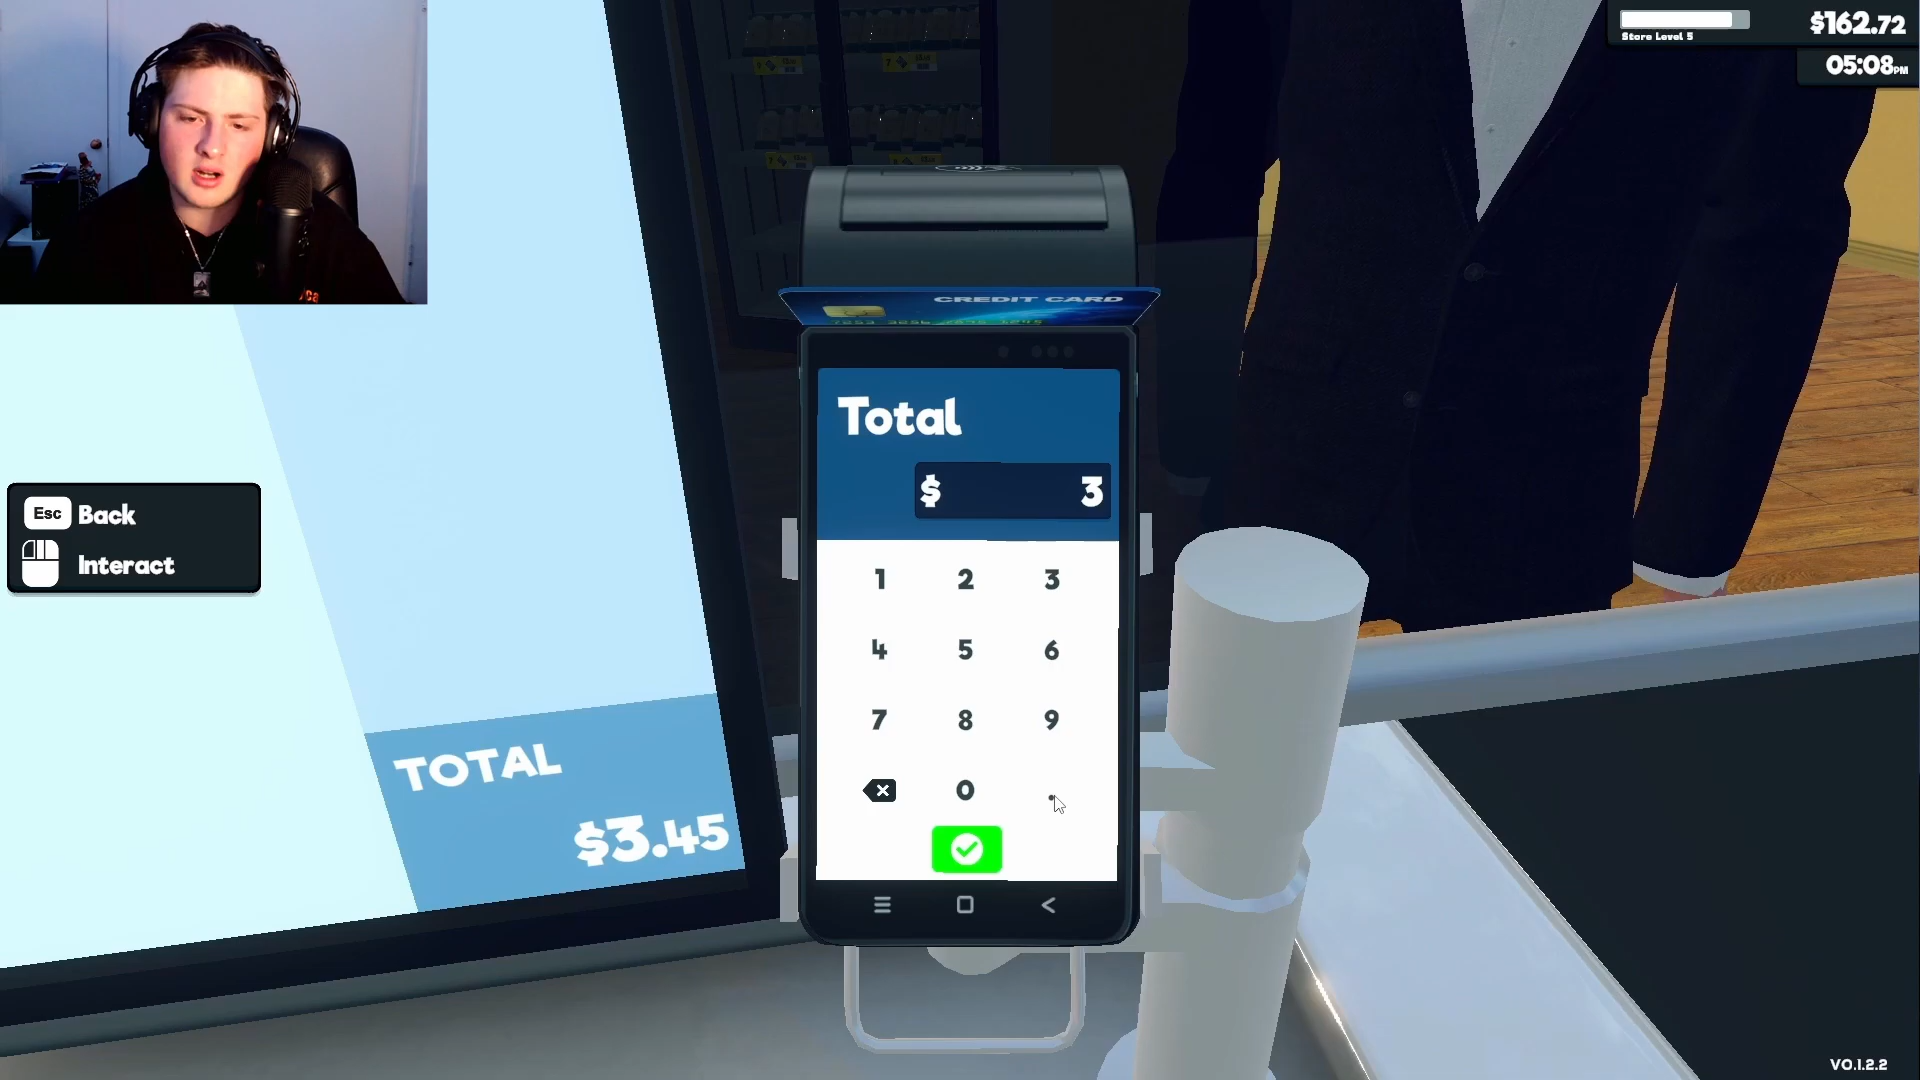 $162.72
Store Level 5
05:08PM
CREDIT CARD
Total
$ 3
Esc Back
Interact
1 2 3
4 5 6
7 8 9
0 .
TOTAL
$3.45
V0.1.2.2